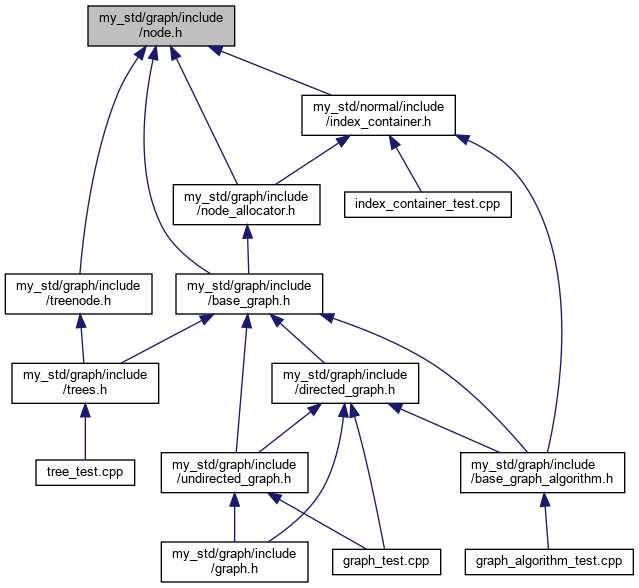 my_std/graph/include
/node.h
my_std/normal/include
/index_container.h
my_std/graph/include
/node_allocator.h
index_container_test.cpp
my_std/graph/include
/treenode.h
my_std/graph/include
/base_graph.h
my_std/graph/include
/trees.h
my_std/graph/include
/directed_graph.h
tree_test.cpp
my_std/graph/include
/undirected_graph.h
my_std/graph/include
/base_graph_algorithm.h
my_std/graph/include
/graph.h
graph_test.cpp
graph_algorithm_test.cpp